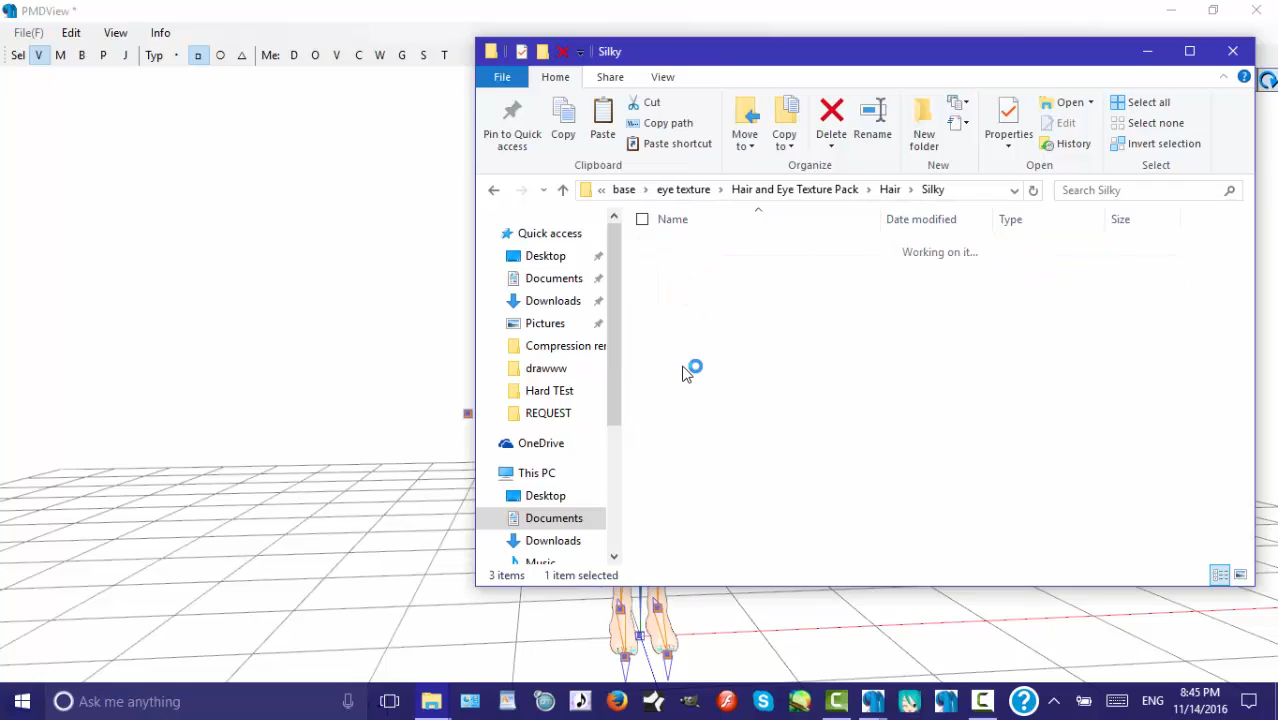 PMDView *
File(F) Edit View Info
Sel V M B P J Typ Me: D O V C W G S T
Silky
File Home Share View
Pin to Quick access
Copy
Paste
Cut
Copy path
Paste shortcut
Clipboard
Move to
Copy to
Delete
Rename
Organize
New folder
New
Properties
Open
Edit
History
Open
Select all
Select none
Invert selection
Select
« base › eye texture › Hair and Eye Texture Pack › Hair › Silky
Search Silky
Name Date modified Type Size
Working on it...
Quick access
Desktop
Documents
Downloads
Pictures
Compression rer
drawww
Hard TEst
REQUEST
OneDrive
This PC
Desktop
Documents
Downloads
Music
3 items 1 item selected
Ask me anything
ENG
8:45 PM
11/14/2016